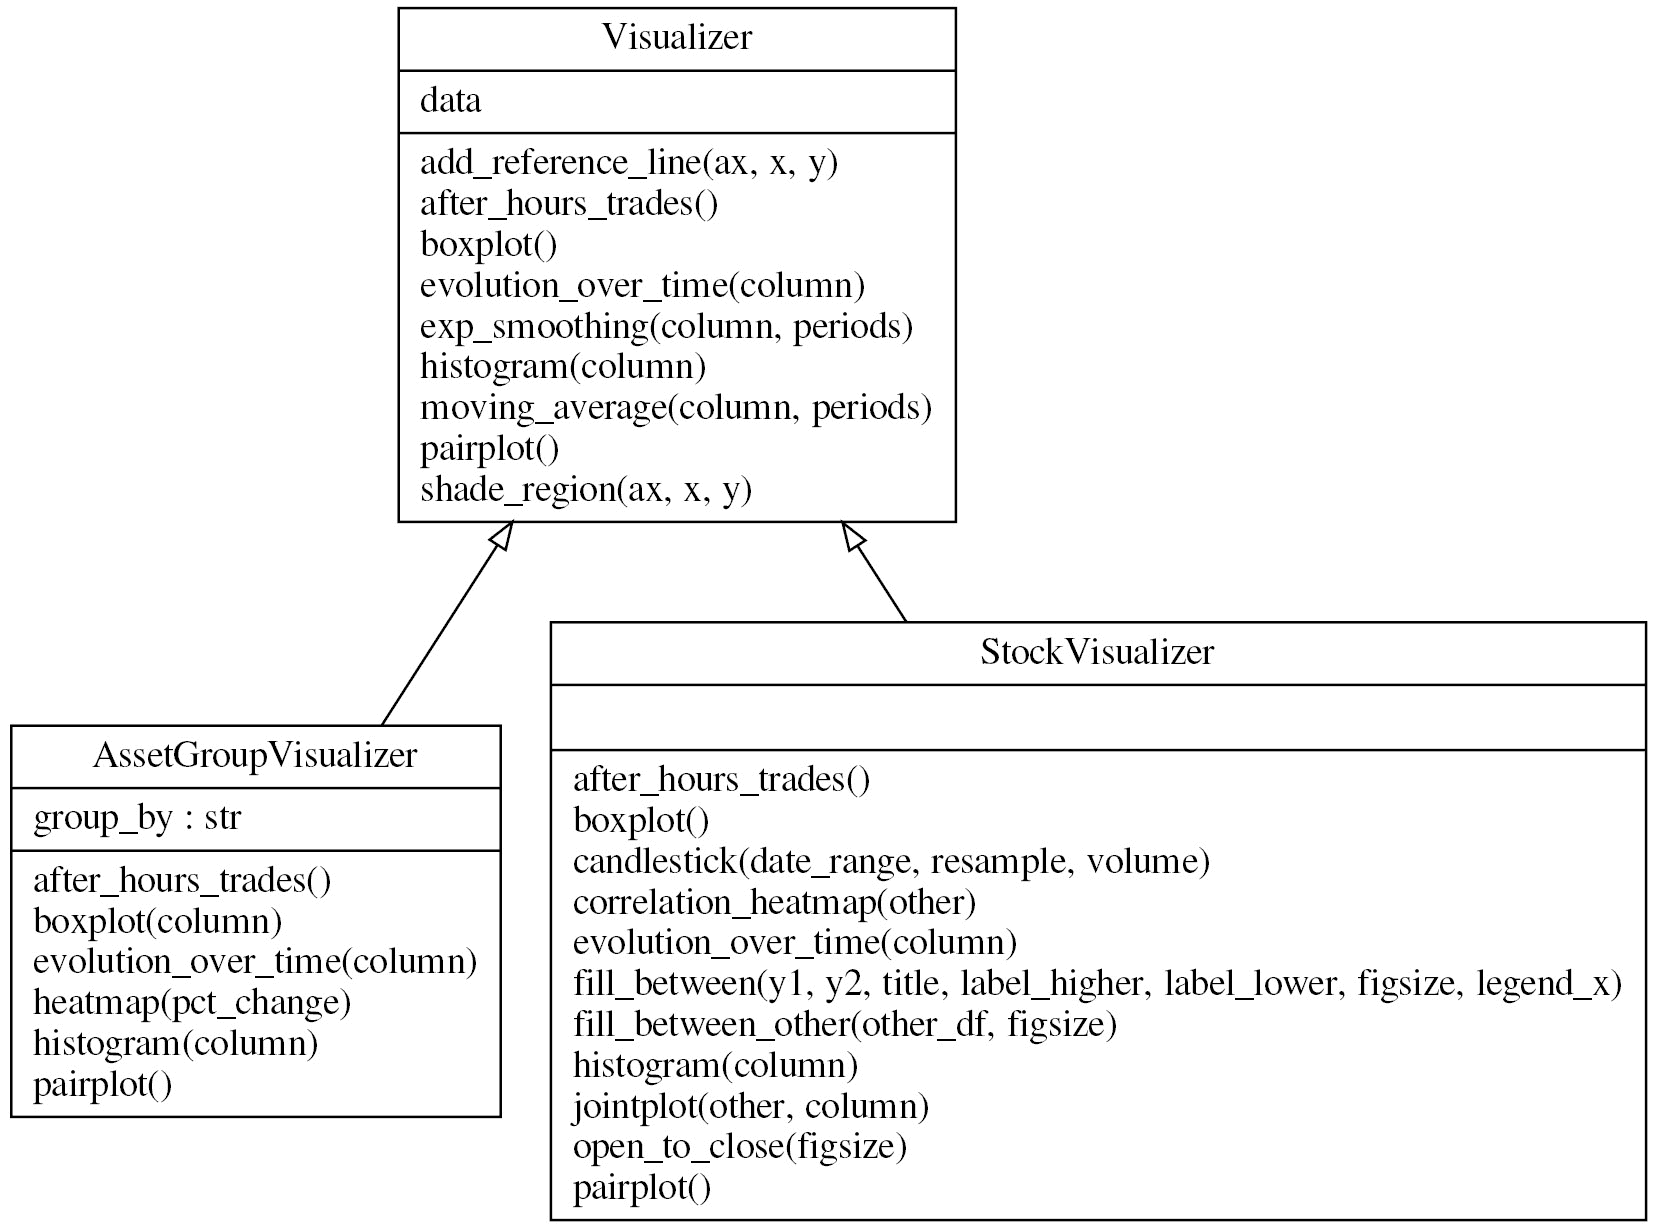 Visualizer
data
add_reference_line(ax, x, y)
after_hours_trades()
boxplot()
evolution_over_time(column)
exp_smoothing(column, periods)
histogram(column)
moving_average(column, periods)
pairplot()
shade_region(ax, x, y)
AssetGroupVisualizer
group_by : str
after_hours_trades()
boxplot(column)
evolution_over_time(column)
heatmap(pct_change)
histogram(column)
pairplot()
StockVisualizer
after_hours_trades()
boxplot()
candlestick(date_range, resample, volume)
correlation_heatmap(other)
evolution_over_time(column)
fill_between(y1, y2, title, label_higher, label_lower, figsize, legend_x)
fill_between_other(other_df, figsize)
histogram(column)
jointplot(other, column)
open_to_close(figsize)
pairplot()